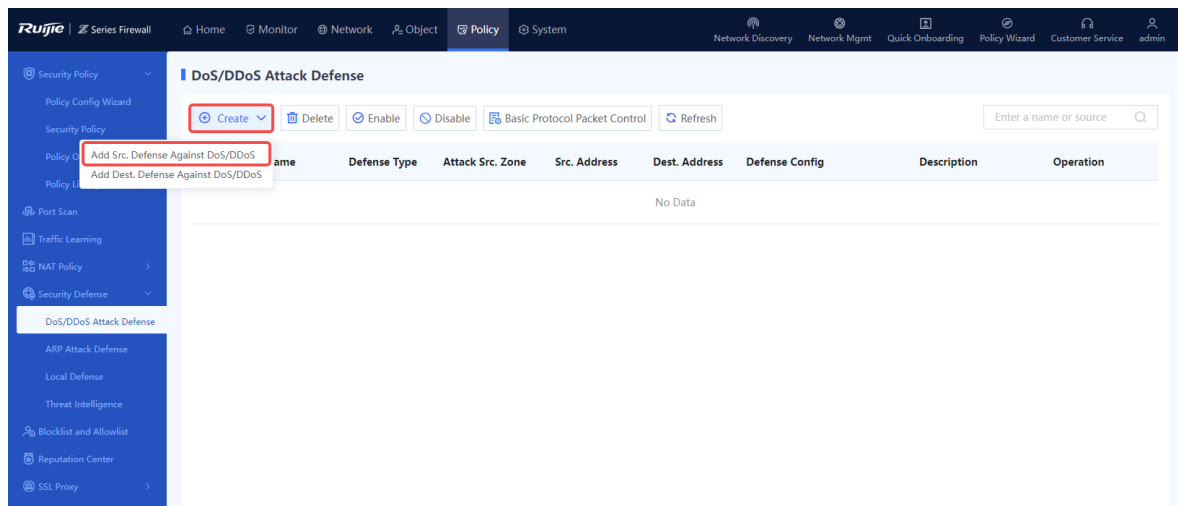 Ruijie | Z Series Firewall
Home
Monitor
Network
Object
Policy
System
Network Discovery
Network Mgmt
Quick Onboarding
Policy Wizard
Customer Service
admin
Security Policy
Policy Config Wizard
Security Policy
Policy O
Policy Li
Port Scan
Traffic Learning
NAT Policy
Security Defense
DoS/DDoS Attack Defense
ARP Attack Defense
Local Defense
Threat Intelligence
Blocklist and Allowlist
Reputation Center
SSL Proxy
DoS/DDoS Attack Defense
Create
Delete
Enable
Disable
Basic Protocol Packet Control
Refresh
Enter a name or source
Add Src. Defense Against DoS/DDoS
Add Dest. Defense Against DoS/DDoS
ame
Defense Type
Attack Src. Zone
Src. Address
Dest. Address
Defense Config
Description
Operation
No Data